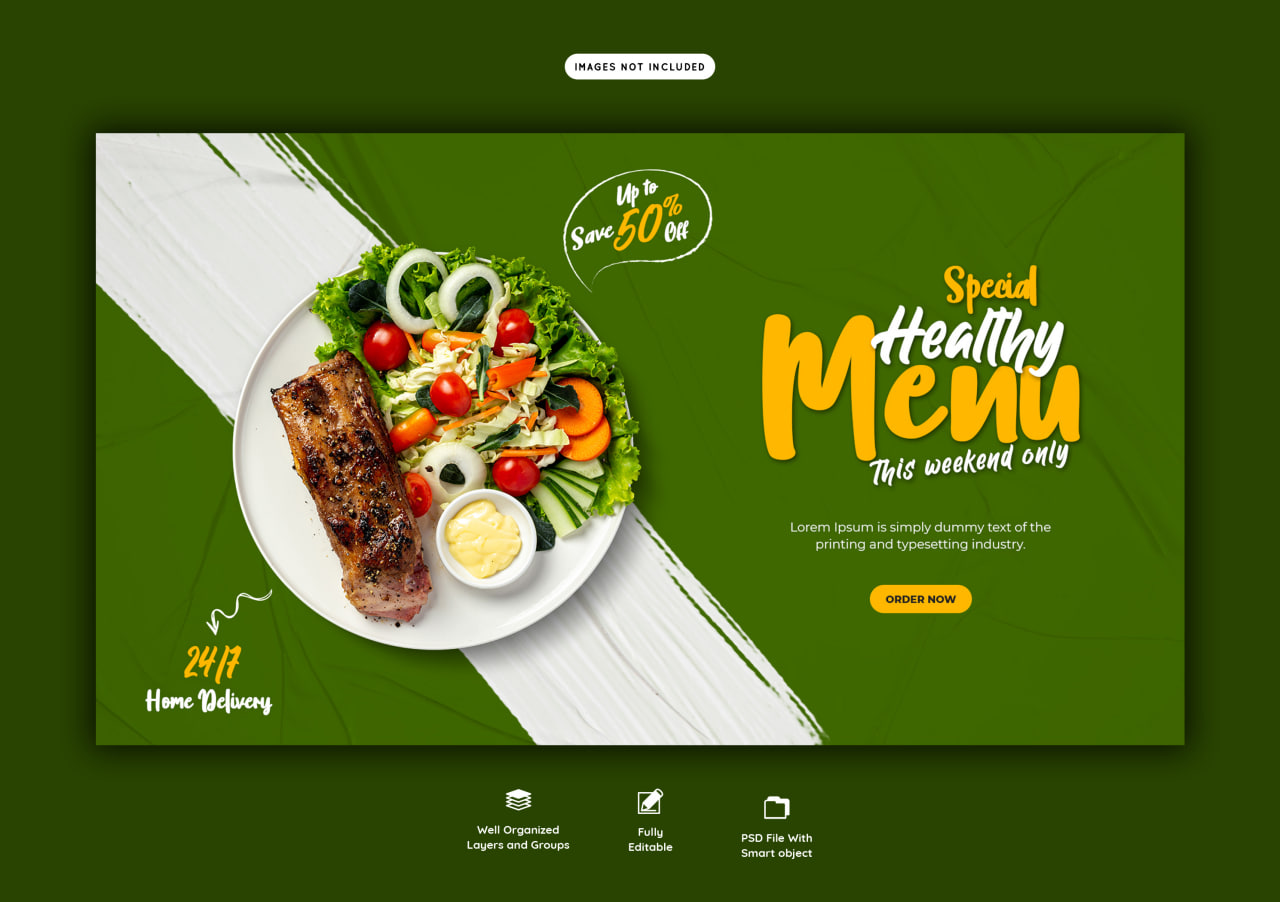 IMAGES NOT INCLUDED
Up to
Save 50% Off
Special
Healthy
Menu
This weekend only
Lorem Ipsum is simply dummy text of the
printing and typesetting industry.
ORDER NOW
24/7
Home Delivery
Well Organized
Layers and Groups
Fully
Editable
PSD File With
Smart object